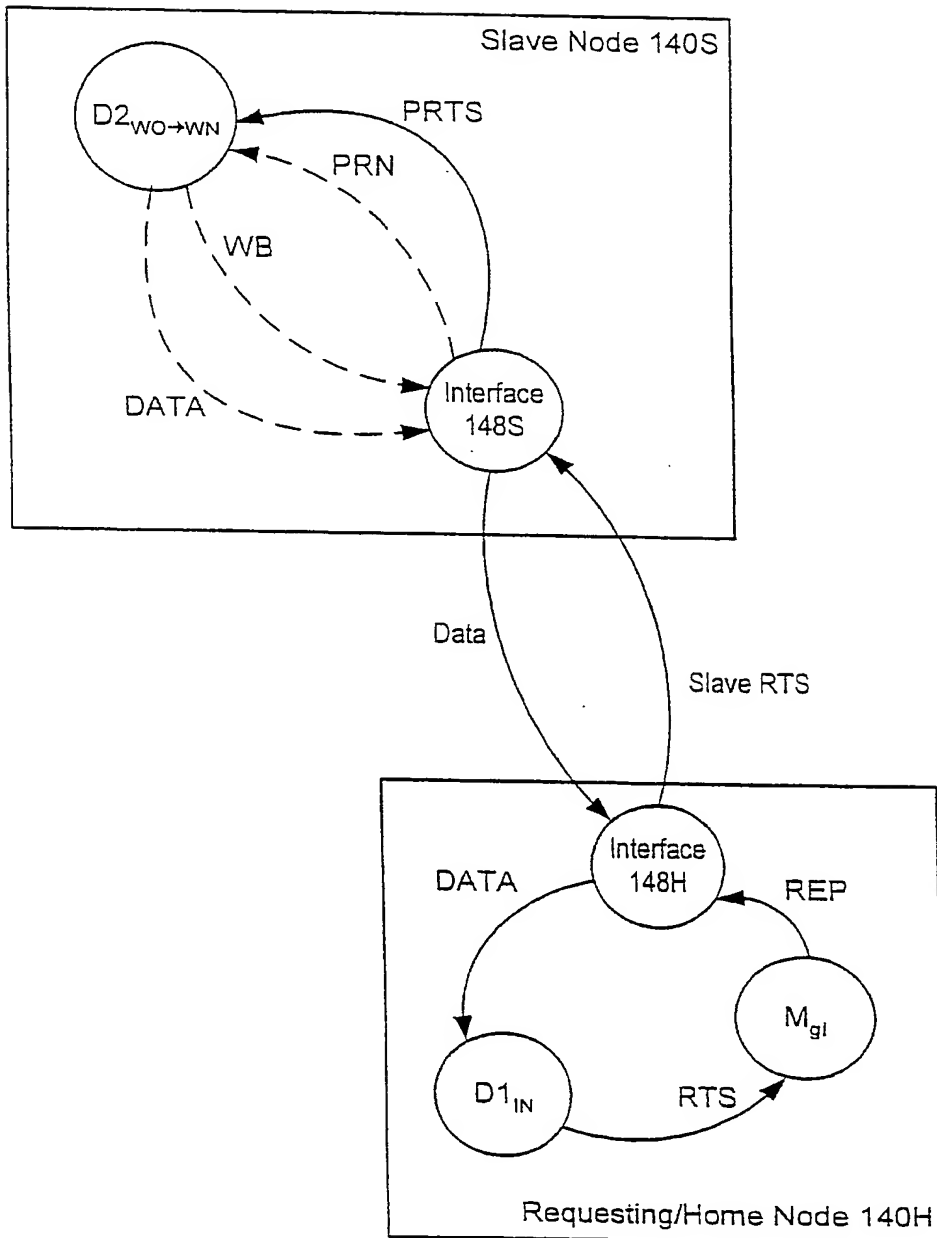 Slave Node 140S
D2WO→WN
PRTS
PRN
WB
DATA
Interface
148S
Data
Slave RTS
Interface
148H
DATA
REP
MgI
D1IN
RTS
Requesting/Home Node 140H